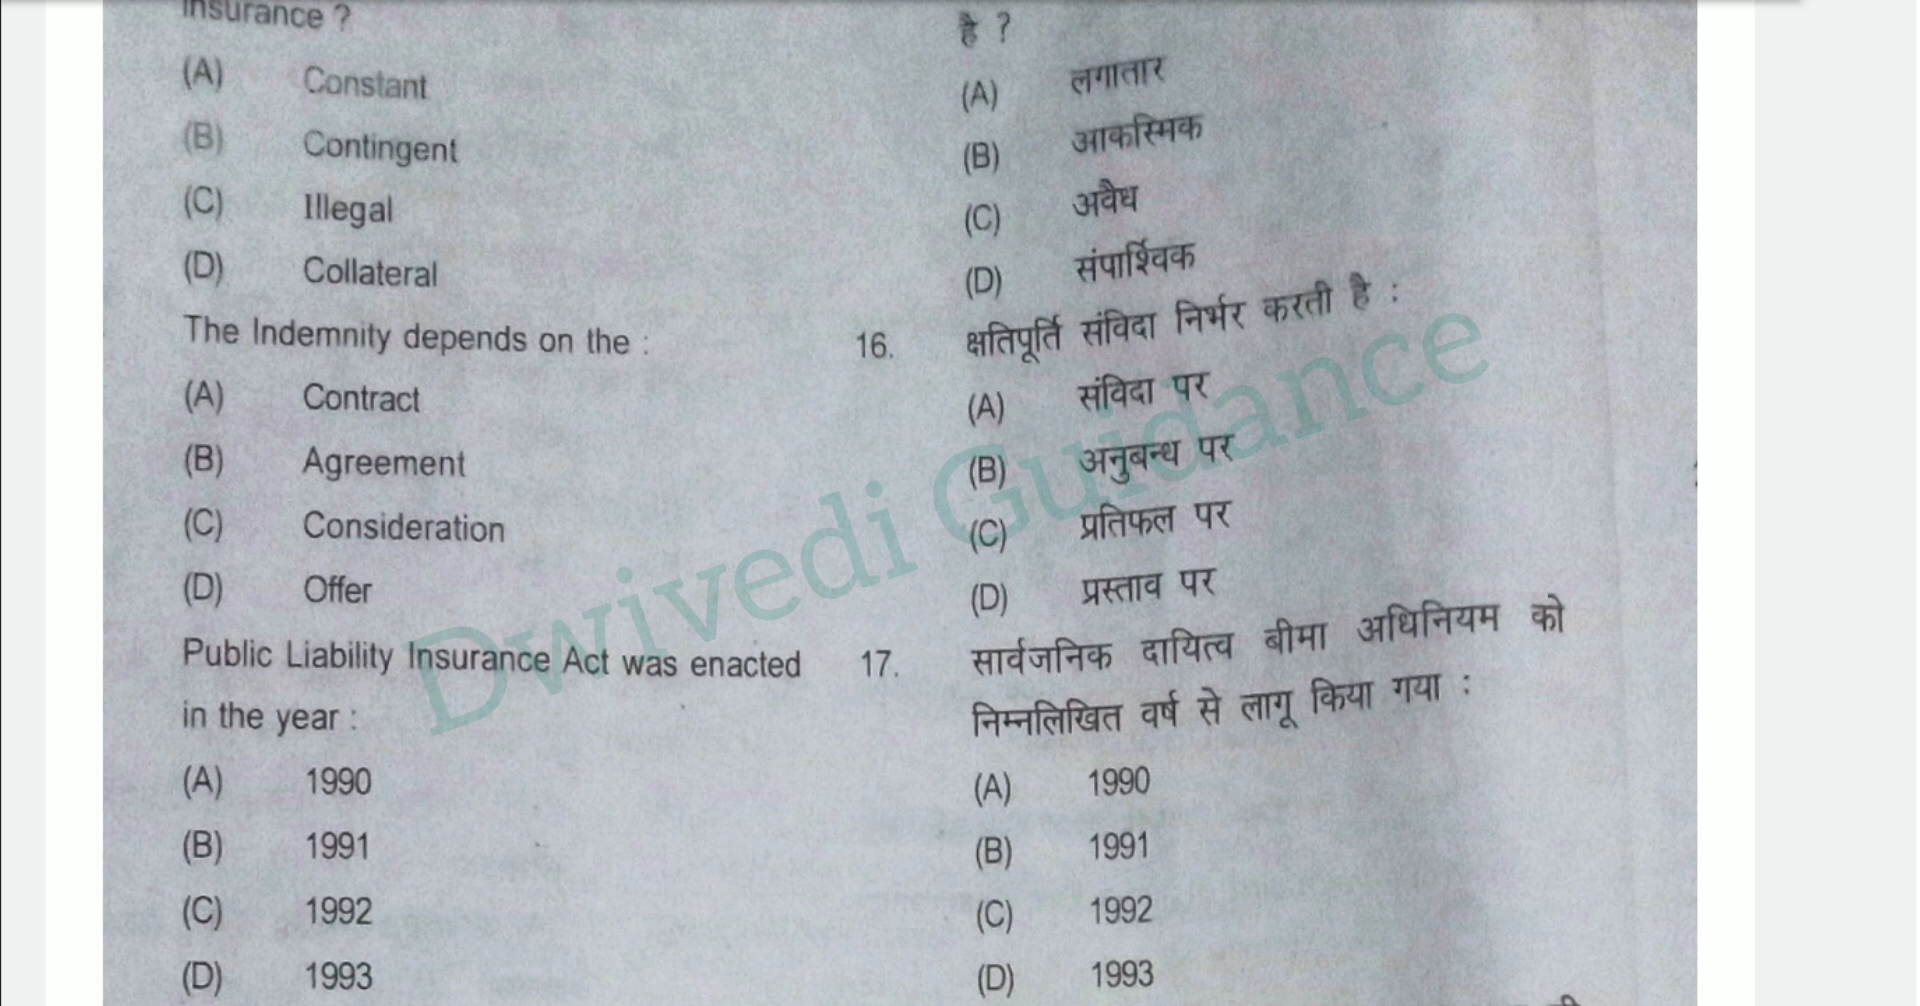 Insurance ?
(A) Constant
(B) Contingent
(C) Illegal
(D) Collateral
The Indemnity depends on the :
(A) Contract
(B) Agreement
(C) Consideration
(D) Offer
Public Liability Insurance Act was enacted
in the year :
(A) 1990
(B) 1991
(C) 1992
(D) 1993
है ?
(A) लगातार
(B) आकस्मिक
(C) अवैध
(D) संपार्श्विक
16. क्षतिपूर्ति संविदा निर्भर करती है :
(A) संविदा पर
(B) अनुबन्ध पर
(C) प्रतिफल पर
(D) प्रस्ताव पर
17. सार्वजनिक दायित्व बीमा अधिनियम को
निम्नलिखित वर्ष से लागू किया गया :
(A) 1990
(B) 1991
(C) 1992
(D) 1993
Dwivedi Guidance